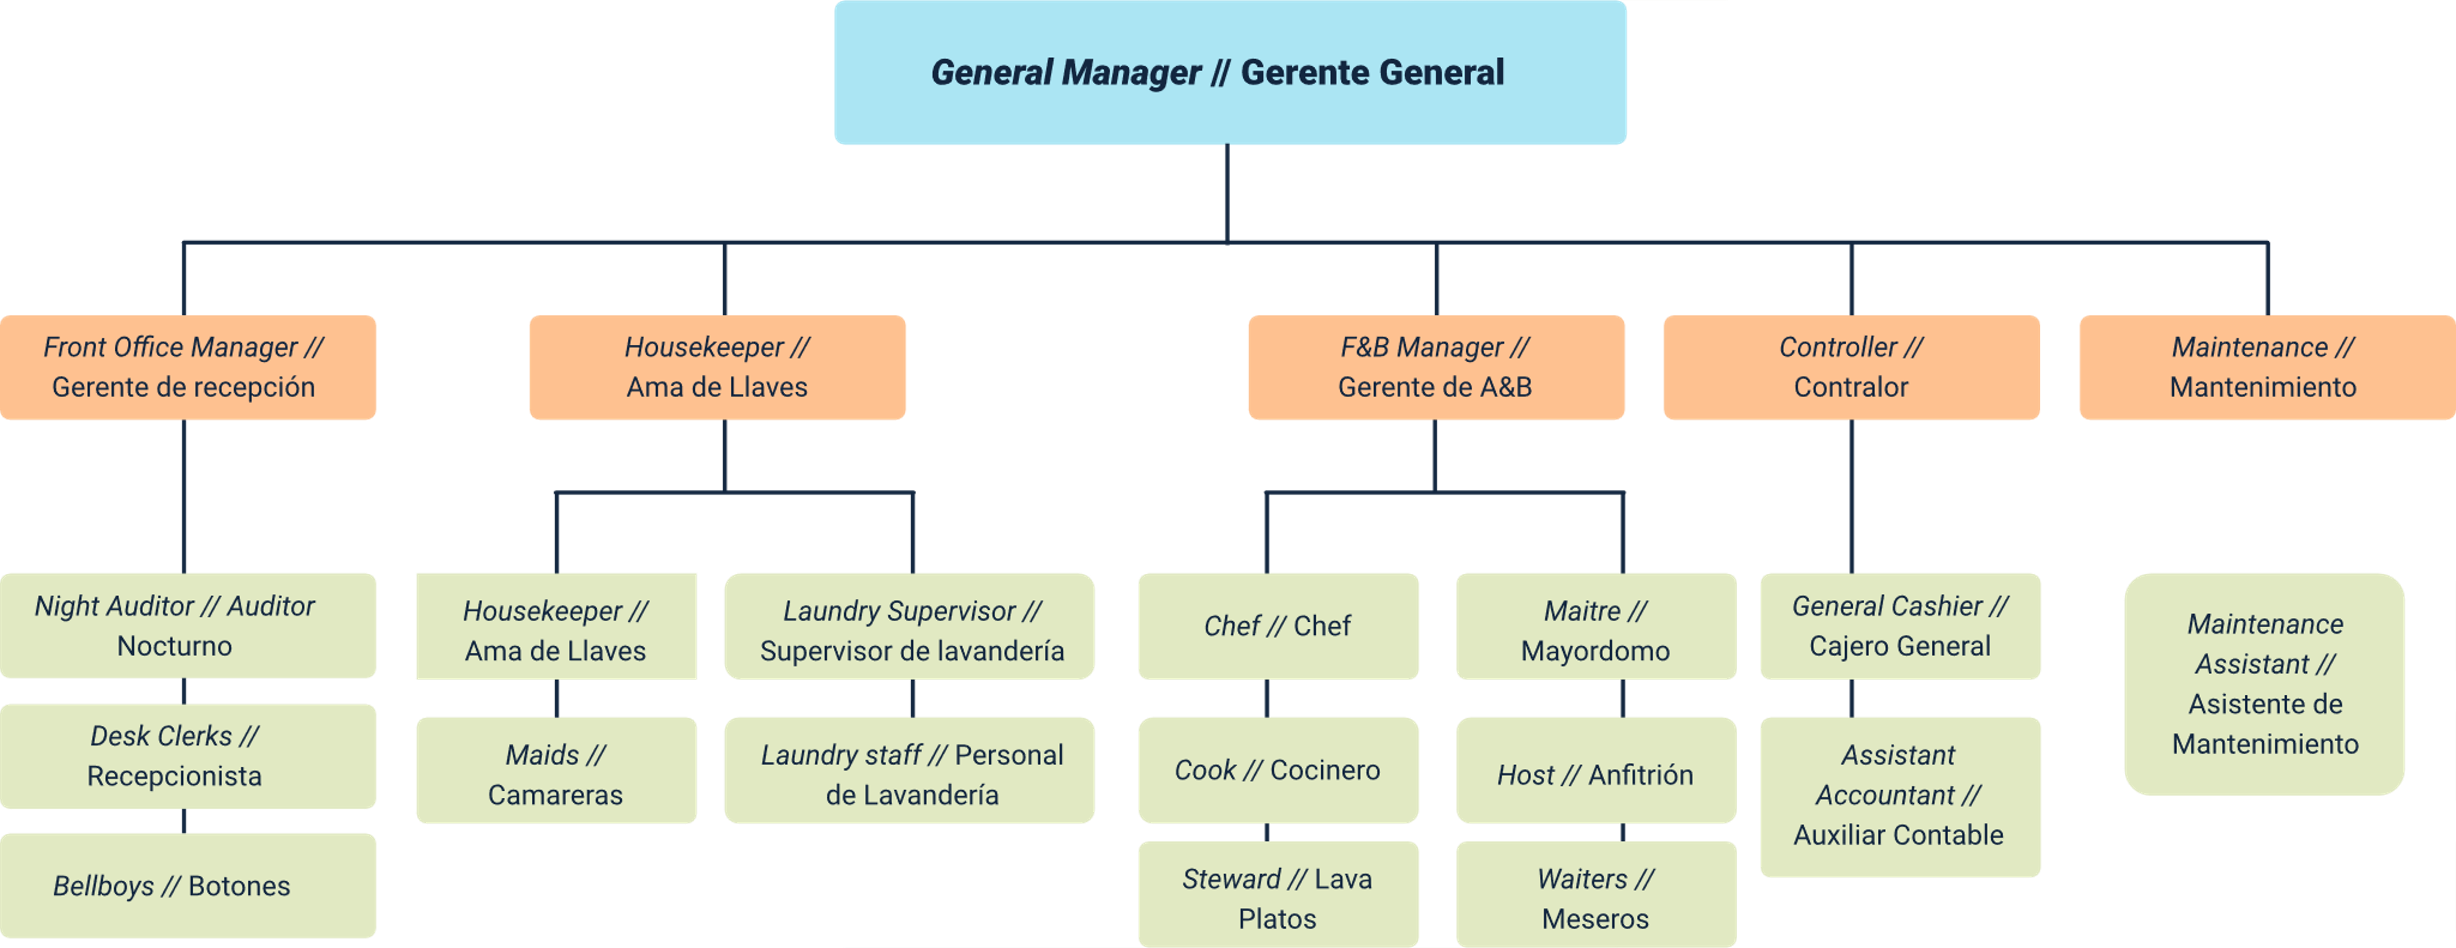 General Manager // Gerente General
Front Office Manager //
Gerente de recepción
Housekeeper //
Ama de Llaves
F&B Manager //
Gerente de A&B
Controller //
Contralor
Maintenance //
Mantenimiento
Night Auditor // Auditor
Nocturno
Housekeeper //
Ama de Llaves
Laundry Supervisor //
Supervisor de lavandería
Chef // Chef
Maitre //
Mayordomo
General Cashier //
Cajero General
Maintenance
Assistant //
Asistente de
Mantenimiento
Desk Clerks //
Recepcionista
Maids //
Camareras
Laundry staff // Personal
de Lavandería
Cook // Cocinero
Host // Anfitrión
Assistant
Accountant //
Auxiliar Contable
Bellboys // Botones
Steward // Lava
Platos
Waiters //
Meseros